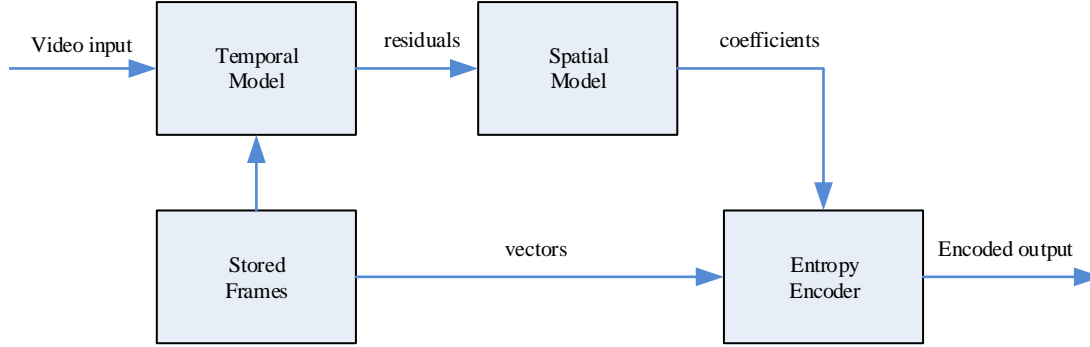 Video input
Temporal
Model
residuals
Spatial
Model
coefficients
Stored
Frames
vectors
Entropy
Encoder
Encoded output